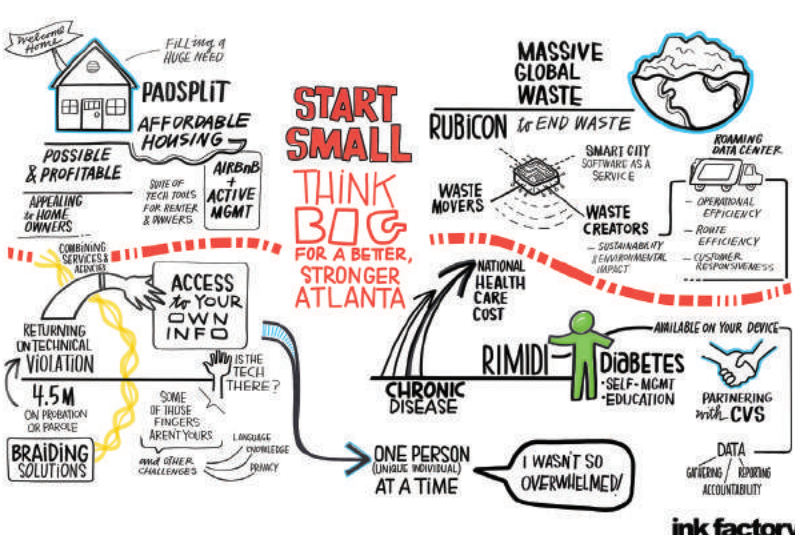 Welcome
Home
FILLING a
HUGE NEED
PADSPLIT
AFFORDABLE
HOUSING
POSSIBLE
& PROFITABLE
APPEALING
to HOME
OWNERS
SUITE OF
TECH TOOLS
FOR RENTER
& OWNERS
AIRBnB
+
ACTIVE
MGMT
START
SMALL
THINK
BIG
FOR A BETTER,
STRONGER
ATLANTA
MASSIVE
GLOBAL
WASTE
RUBICON to END WASTE
WASTE
MOVERS
SMART CITY
SOFTWARE AS A
SERVICE
WASTE
CREATORS
- SUSTAINABILITY
& ENVIRONMENTAL
IMPACT
ROAMING
DATA CENTER
- OPERATIONAL
EFFICIENCY
- ROUTE
EFFICIENCY
- CUSTOMER
RESPONSIVENESS
COMBINING
SERVICES &
AGENCIES
ACCESS
to YOUR
OWN
INFO
RETURNING
ON TECHNICAL
VIOLATION
4.5M
ON PROBATION
OR PAROLE
BRAIDING
SOLUTIONS
IS THE
TECH
THERE?
SOME
OF THOSE
FINGERS
AREN'T YOURS
and OTHER
CHALLENGES
LANGUAGE
KNOWLEDGE
PRIVACY
NATIONAL
HEALTH
CARE
COST
CHRONIC
DISEASE
RIMIDI
DIABETES
• SELF-MGMT
• EDUCATION
AVAILABLE ON YOUR DEVICE
PARTNERING
with CVS
DATA
GATHERING / REPORTING
ACCOUNTABILITY
ONE PERSON
(UNIQUE INDIVIDUAL)
AT A TIME
I WASN'T SO
OVERWHELMED!
ink factory